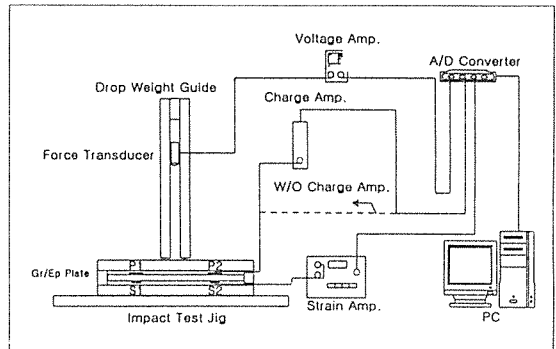 Voltage Amp.
A/D Converter
Drop Weight Guide
Charge Amp.
Force Transducer
W/O Charge Amp.
P1 P2
Gr/Ep Plate
S1 S2
Strain Amp.
Impact Test Jig
PC